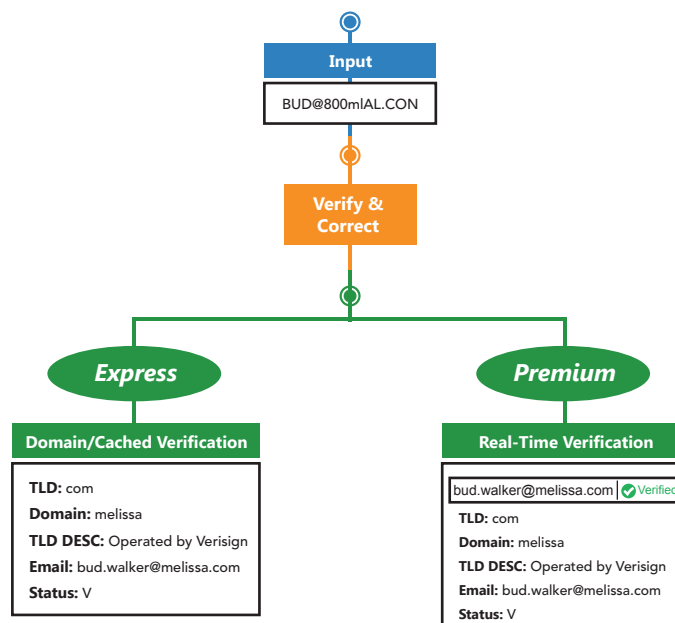 Input
BUD@800mlAL.CON
Verify &
Correct
Express
Premium
Domain/Cached Verification
TLD: com
Domain: melissa
TLD DESC: Operated by Verisign
Email: bud.walker@melissa.com
Status: V
Real-Time Verification
bud.walker@melissa.com Verified
TLD: com
Domain: melissa
TLD DESC: Operated by Verisign
Email: bud.walker@melissa.com
Status: V